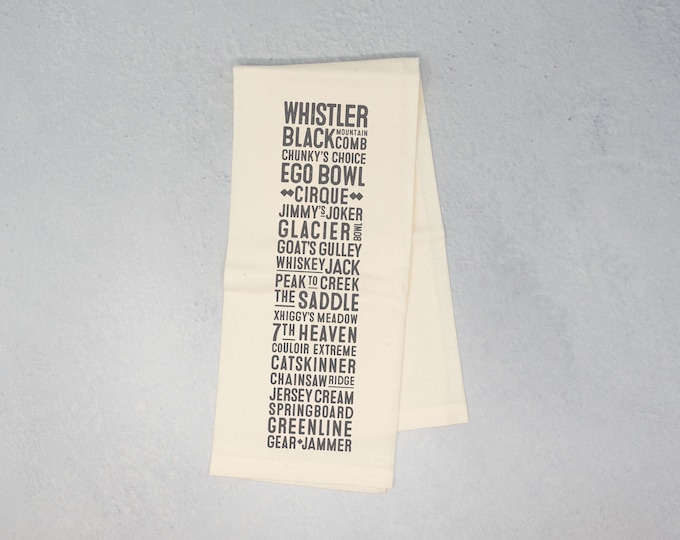 WHISTLER
BLACK MOUNTAIN COMB
CHUNKY'S CHOICE
EGO BOWL
CIRQUE
JIMMY'S JOKER
GLACIER BOWL
GOAT'S GULLEY
WHISKEY JACK
PEAK TO CREEK
THE SADDLE
XHIGGY'S MEADOW
7TH HEAVEN
COULOIR EXTREME
CATSKINNER
CHAINSAW RIDGE
JERSEY CREAM
SPRINGBOARD
GREENLINE
GEAR JAMMER